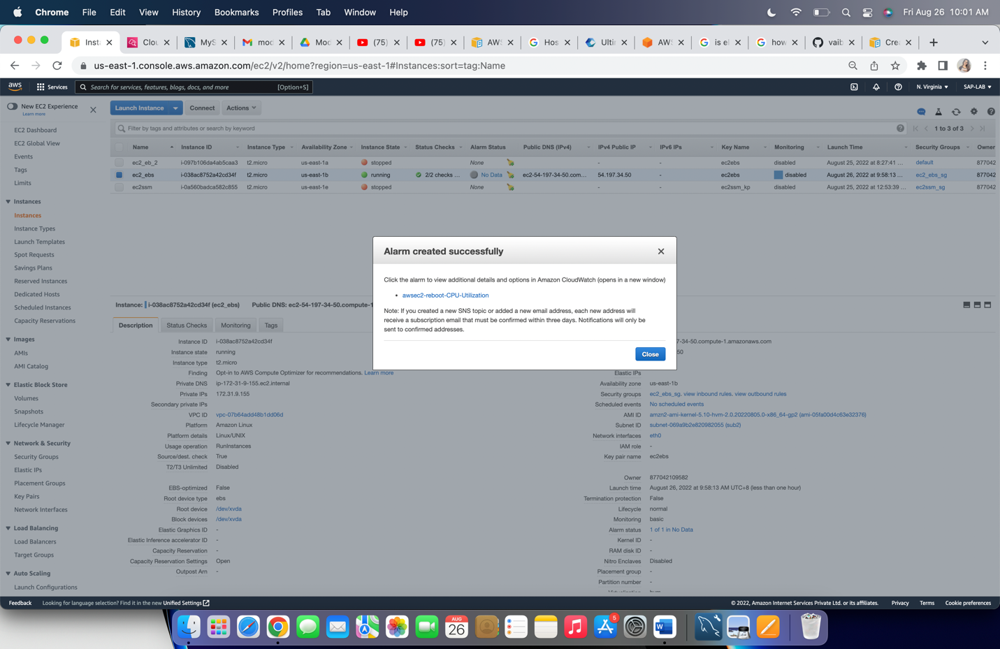 Chrome File Edit View History Bookmarks Profiles Tab Window Help Fri Aug 26 10:01 AM
Inst Clou MyS moc Moc (75) (75) AWS Hos Ultin AWS is el how vaib Crea
us-east-1.console.aws.amazon.com/ec2/v2/home?region=us-east-1#Instances:sort=tag:Name
aws Services Search for services, features, blogs, docs, and more [Option+S] N. Virginia SAP-LAB
New EC2 Experience
Learn more
Launch Instance Connect Actions
Filter by tags and attributes or search by keyword 1 to 3 of 3
Name Instance ID Instance Type Availability Zone Instance State Status Checks Alarm Status Public DNS (IPv4) IPv4 Public IP IPv6 IPs Key Name Monitoring Launch Time Security Groups Owner
ec2_eb_2 i-097b106da4ab5caa3 t2.micro us-east-1a stopped None - - ec2ebs disabled August 25, 2022 at 8:27:41 ... default 877042
ec2_ebs i-038ac8752a42cd34f t2.micro us-east-1b running 2/2 checks ... No Data ec2-54-197-34-50.com... 54.197.34.50 - ec2ebs disabled August 26, 2022 at 9:58:13 ... ec2_ebs_sg 877042
ec2ssm i-0a560badca582c855 t2.micro us-east-1e stopped None - - ec2ssm_kp disabled August 25, 2022 at 12:53:39 ... ec2ssm_sg 877042
EC2 Dashboard
EC2 Global View
Events
Tags
Limits
Instances
Instances
Instance Types
Launch Templates
Spot Requests
Savings Plans
Reserved Instances
Dedicated Hosts
Scheduled Instances
Capacity Reservations
Images
AMIs
AMI Catalog
Elastic Block Store
Volumes
Snapshots
Lifecycle Manager
Network & Security
Security Groups
Elastic IPs
Placement Groups
Key Pairs
Network Interfaces
Load Balancing
Load Balancers
Target Groups
Auto Scaling
Launch Configurations
Alarm created successfully
Click the alarm to view additional details and options in Amazon CloudWatch (opens in a new window)
• awsec2-reboot-CPU-Utilization
Note: If you created a new SNS topic or added a new email address, each new address will
receive a subscription email that must be confirmed within three days. Notifications will only be
sent to confirmed addresses.
Close
Instance: i-038ac8752a42cd34f (ec2_ebs) Public DNS: ec2-54-197-34-50.compute-1
Description Status Checks Monitoring Tags
Instance ID i-038ac8752a42cd34f
Instance state running
Instance type t2.micro
Finding Opt-in to AWS Compute Optimizer for recommendations. Learn more
Private DNS ip-172-31-9-155.ec2.internal
Private IPs 172.31.9.155
Secondary private IPs
VPC ID vpc-07b64add48b1dd06d
Platform Amazon Linux
Platform details Linux/UNIX
Usage operation RunInstances
Source/dest. check True
T2/T3 Unlimited Disabled
EBS-optimized False
Root device type ebs
Root device /dev/xvda
Block devices /dev/xvda
Elastic Graphics ID -
Elastic Inference accelerator ID -
Capacity Reservation -
Capacity Reservation Settings Open
Outpost Arn -
7-34-50.compute-1.amazonaws.com
50
Elastic IPs
Availability zone us-east-1b
Security groups ec2_ebs_sg. view inbound rules. view outbound rules
Scheduled events No scheduled events
AMI ID amzn2-ami-kernel-5.10-hvm-2.0.20220805.0-x86_64-gp2 (ami-05fa00d4c63e32376)
Subnet ID subnet-069a9b2e820982055 (sub2)
Network interfaces eth0
IAM role -
Key pair name ec2ebs
Owner 877042109582
Launch time August 26, 2022 at 9:58:13 AM UTC+8 (less than one hour)
Termination protection False
Lifecycle normal
Monitoring basic
Alarm status 1 of 1 in No Data
Kernel ID -
RAM disk ID -
Nitro Enclaves Disabled
Placement group -
Partition number -
Feedback Looking for language selection? Find it in the new Unified Settings © 2022, Amazon Internet Services Private Ltd. or its affiliates. Privacy Terms Cookie preferences
AUG
26
5
W